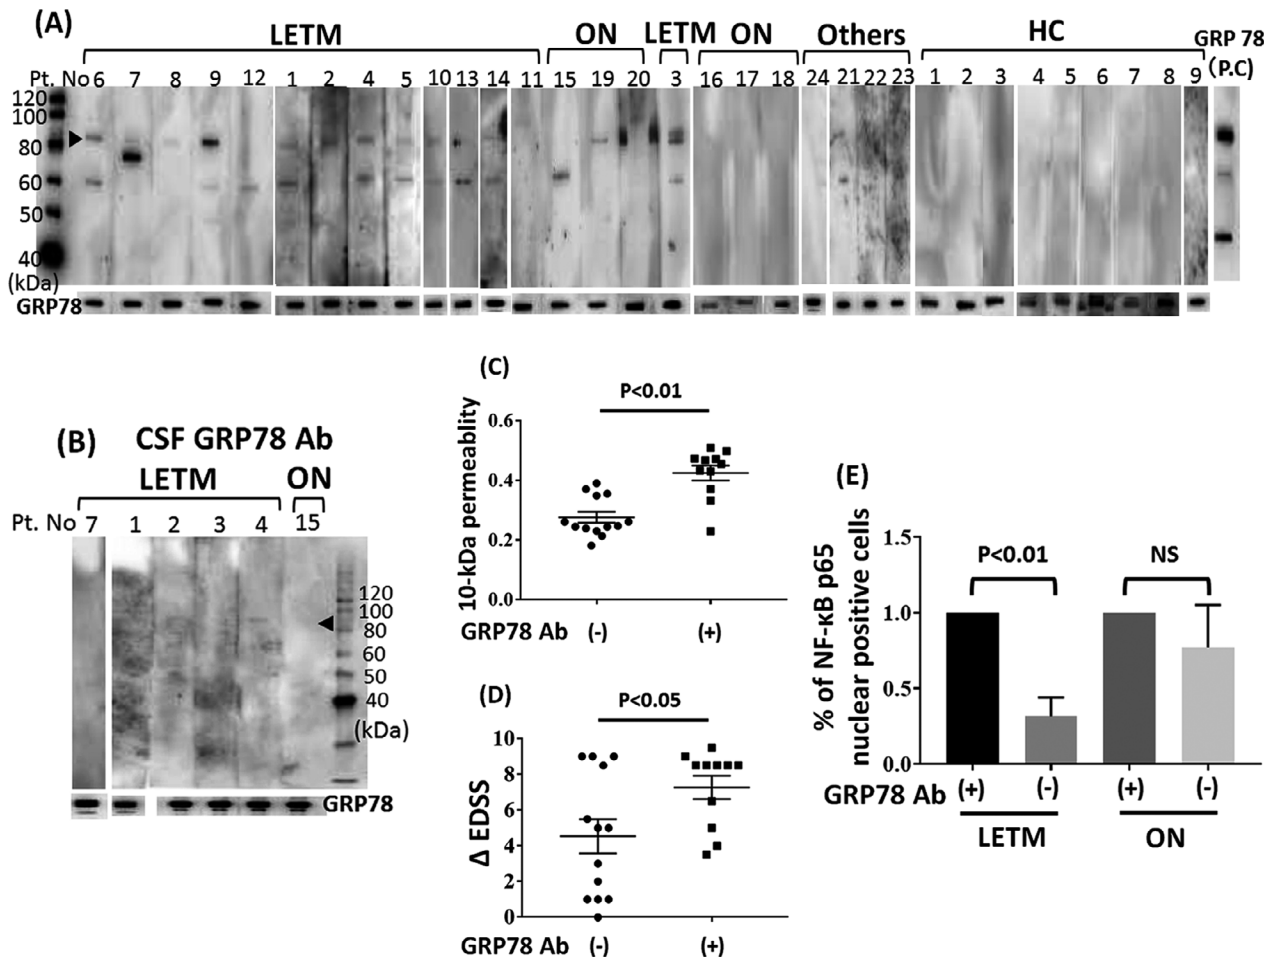 (A)
LETM ON LETM ON Others HC GRP 78
(P.C)
Pt. No 6 7 8 9 12 1 2 4 5 10 13 14 11 15 19 20 3 16 17 18 24 21 22 23 1 2 3 4 5 6 7 8 9
120
100
80
60
50
40
(kDa)
GRP78
(B) CSF GRP78 Ab
LETM ON
Pt. No 7 1 2 3 4 15
120
100
80
60
50
40
(kDa)
GRP78
(C)
P<0.01
10-kDa permeablity
0.6
0.4
0.2
0.0
GRP78 Ab (-) (+)
(D)
P<0.05
Δ EDSS
10
8
6
4
2
0
GRP78 Ab (-) (+)
(E)
% of NF-κB p65
nuclear positive cells
1.5
1.0
0.5
0.0
P<0.01 NS
GRP78 Ab (+) (-) (+) (-)
LETM ON